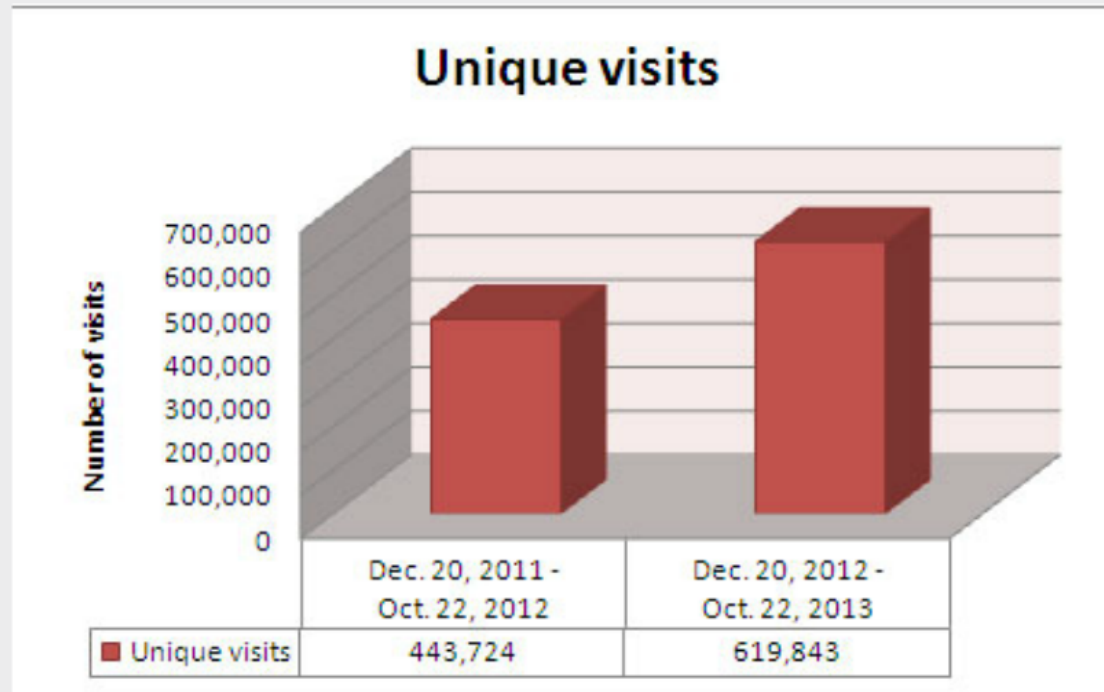 Unique visits
Number of visits
700,000
600,000
500,000
400,000
300,000
200,000
100,000
0
Dec. 20, 2011 -
Oct. 22, 2012
Dec. 20, 2012 -
Oct. 22, 2013
Unique visits 443,724 619,843